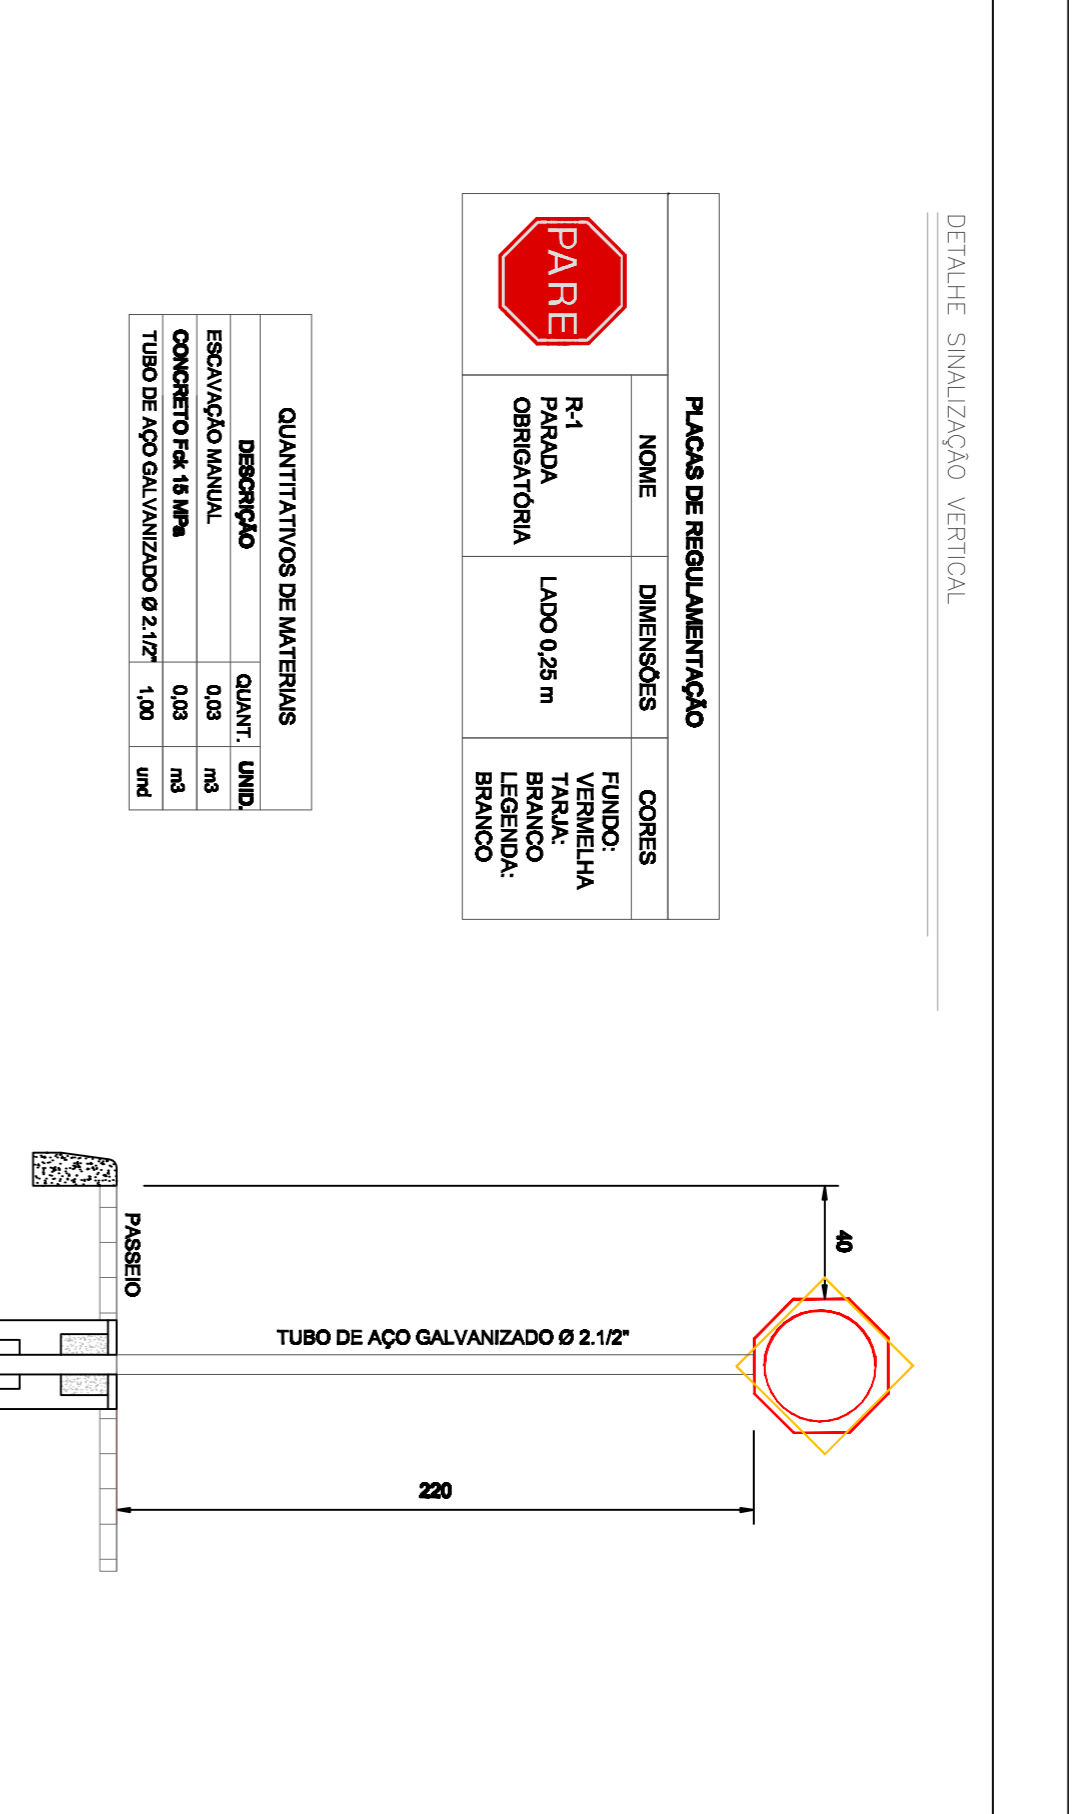 DETALHE SINALIZAÇÃO VERTICAL
PLACAS DE REGULAMENTAÇÃO
NOME DIMENSÕES CORES
PARE
R-1
PARADA
OBRIGATÓRIA
LADO 0,25 m
FUNDO:
VERMELHA
TARJA:
BRANCO
LEGENDA:
BRANCO
QUANTITATIVOS DE MATERIAIS
DESCRIÇÃO QUANT. UNID.
ESCAVAÇÃO MANUAL 0,03 m3
CONCRETO Fck 15 MPa 0,03 m3
TUBO DE AÇO GALVANIZADO Ø 2.1/2" 1,00 und
40
TUBO DE AÇO GALVANIZADO Ø 2.1/2"
220
PASSEIO